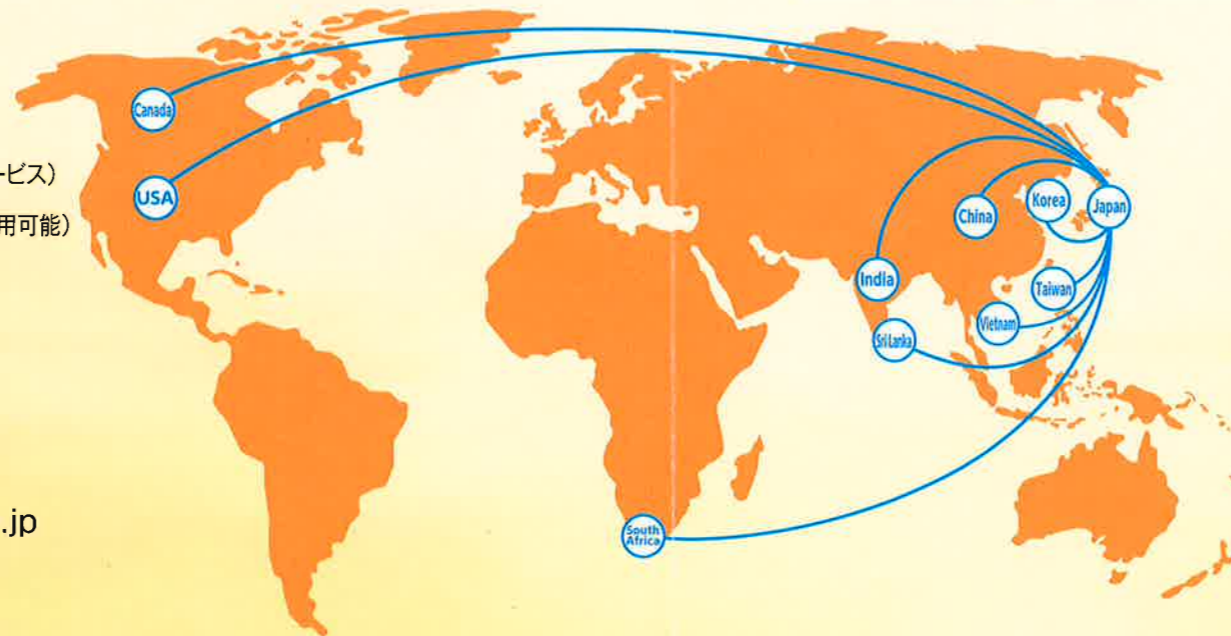 Canada
ービス）
USA
用可能）
China
Korea
Japan
India
Taiwan
Vietnam
Sri-Lanka
.jp
South
Africa